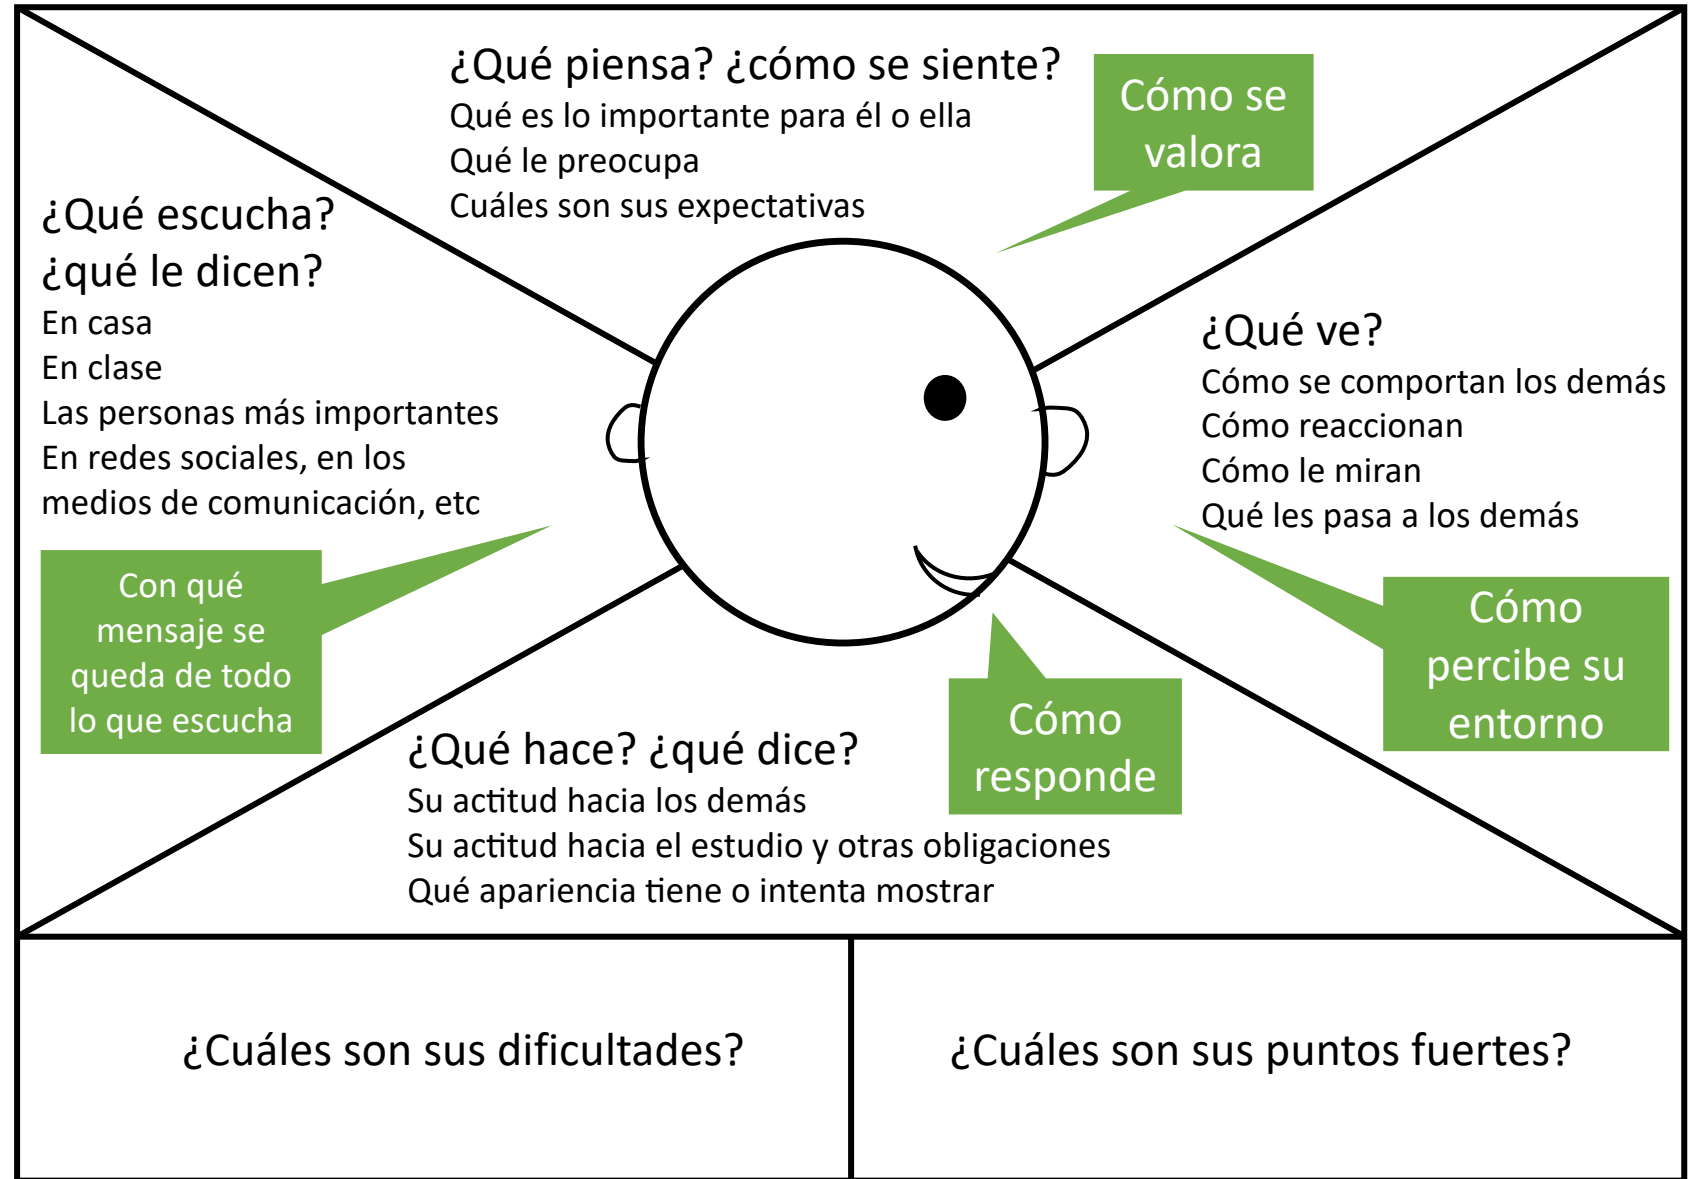 ¿Qué piensa? ¿cómo se siente?
Qué es lo importante para él o ella
Qué le preocupa
Cuáles son sus expectativas
Cómo se
valora
¿Qué escucha?
¿qué le dicen?
En casa
En clase
Las personas más importantes
En redes sociales, en los
medios de comunicación, etc
Con qué
mensaje se
queda de todo
lo que escucha
¿Qué ve?
Cómo se comportan los demás
Cómo reaccionan
Cómo le miran
Qué les pasa a los demás
Cómo
percibe su
entorno
¿Qué hace? ¿qué dice?
Su actitud hacia los demás
Su actitud hacia el estudio y otras obligaciones
Qué apariencia tiene o intenta mostrar
Cómo
responde
¿Cuáles son sus dificultades?
¿Cuáles son sus puntos fuertes?